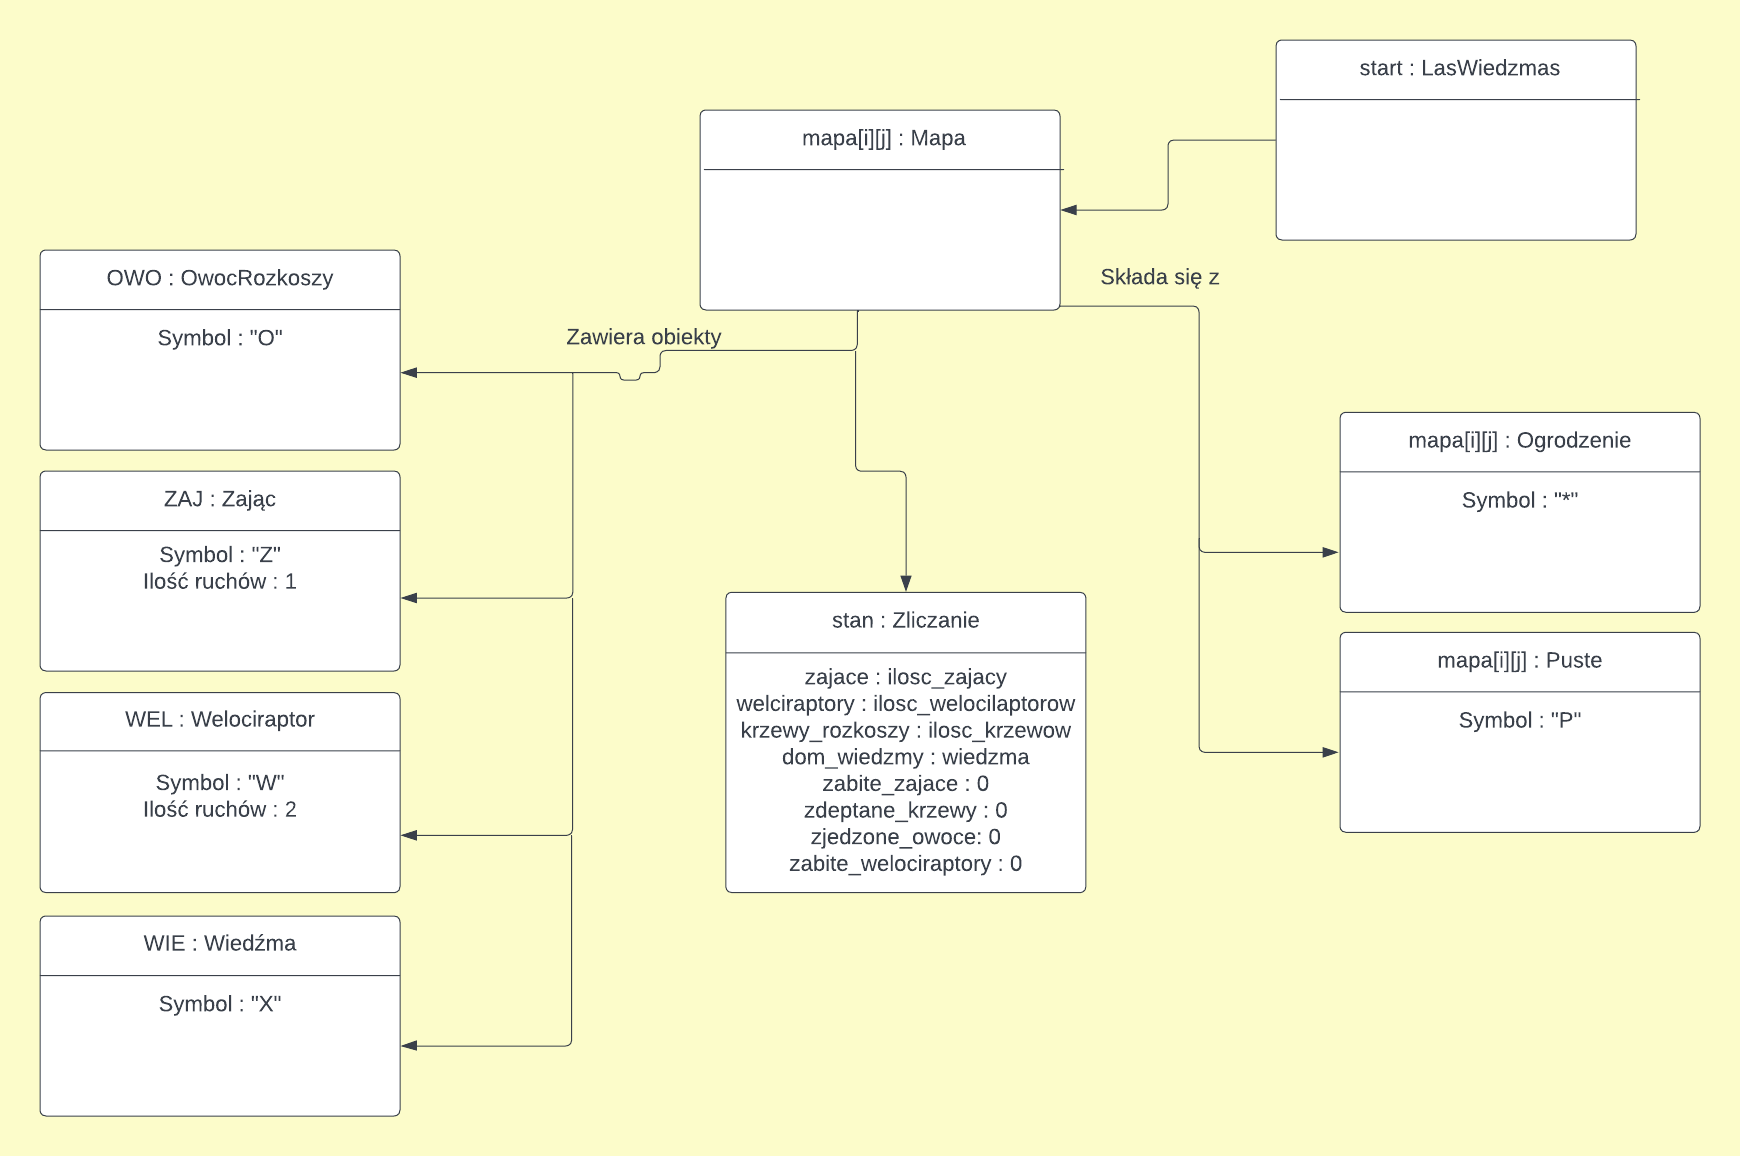 start : LasWiedzmas
mapa[i][j] : Mapa
Składa się z
Zawiera obiekty
OWO : OwocRozkoszy
Symbol : "O"
ZAJ : Zając
Symbol : "Z"
Ilość ruchów : 1
WEL : Welociraptor
Symbol : "W"
Ilość ruchów : 2
WIE : Wiedźma
Symbol : "X"
stan : Zliczanie
zajace : ilosc_zajacy
welciraptory : ilosc_welocilaptorow
krzewy_rozkoszy : ilosc_krzewow
dom_wiedzmy : wiedzma
zabite_zajace : 0
zdeptane_krzewy : 0
zjedzone_owoce: 0
zabite_welociraptory : 0
mapa[i][j] : Ogrodzenie
Symbol : "*"
mapa[i][j] : Puste
Symbol : "P"